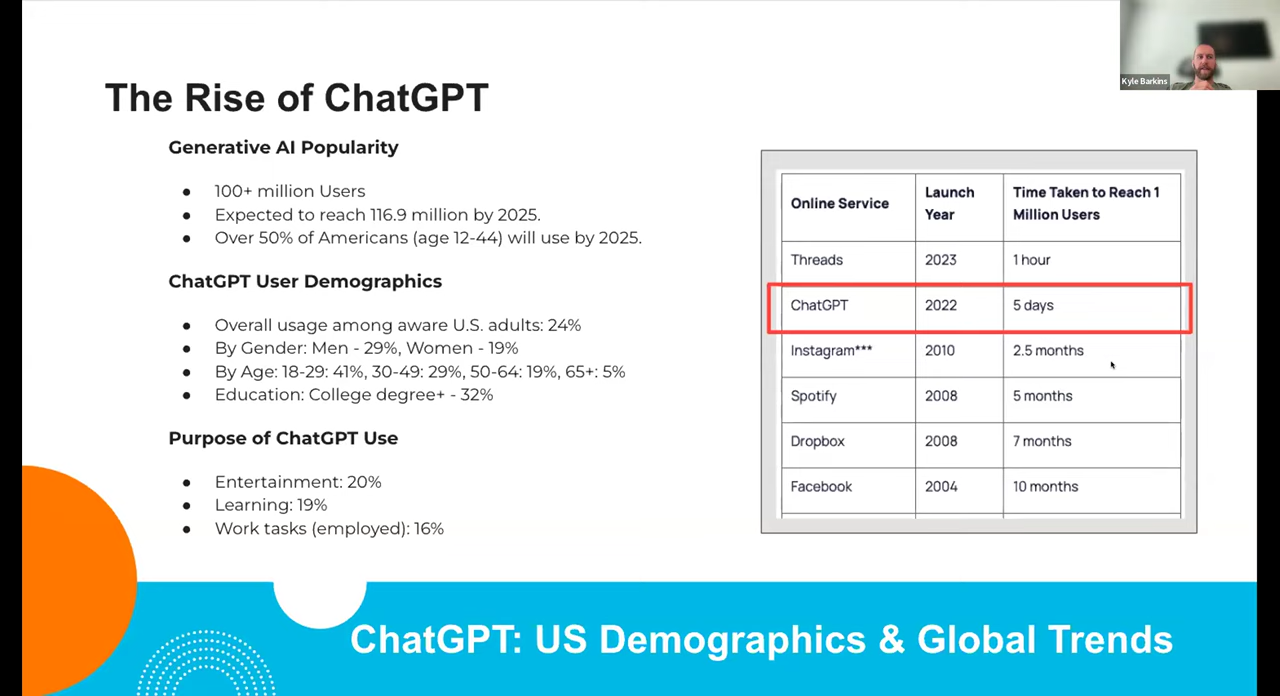 Kyle Barkins
The Rise of ChatGPT
Generative AI Popularity
● 100+ million Users
● Expected to reach 116.9 million by 2025.
● Over 50% of Americans (age 12-44) will use by 2025.
ChatGPT User Demographics
● Overall usage among aware U.S. adults: 24%
● By Gender: Men - 29%, Women - 19%
● By Age: 18-29: 41%, 30-49: 29%, 50-64: 19%, 65+: 5%
● Education: College degree+ - 32%
Purpose of ChatGPT Use
● Entertainment: 20%
● Learning: 19%
● Work tasks (employed): 16%
Online Service Launch Year Time Taken to Reach 1 Million Users
Threads 2023 1 hour
ChatGPT 2022 5 days
Instagram*** 2010 2.5 months
Spotify 2008 5 months
Dropbox 2008 7 months
Facebook 2004 10 months
ChatGPT: US Demographics & Global Trends